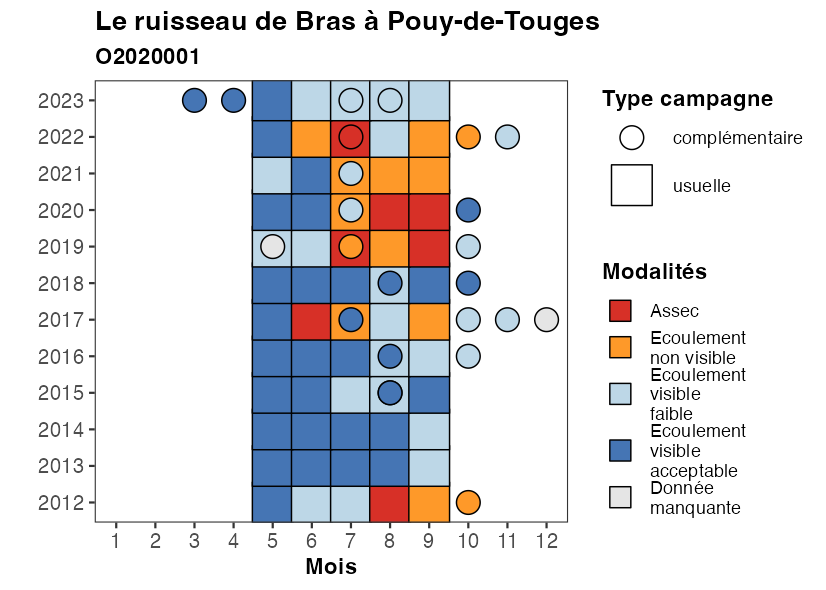 Le ruisseau de Bras à Pouy-de-Touges
O2020001
2023
2022
2021
2020
2019
2018
2017
2016
2015
2014
2013
2012
1 2 3 4 5 6 7 8 9 10 11 12
Mois
Type campagne
complémentaire
usuelle
Modalités
Assec
Ecoulement
non visible
Ecoulement
visible
faible
Ecoulement
visible
acceptable
Donnée
manquante